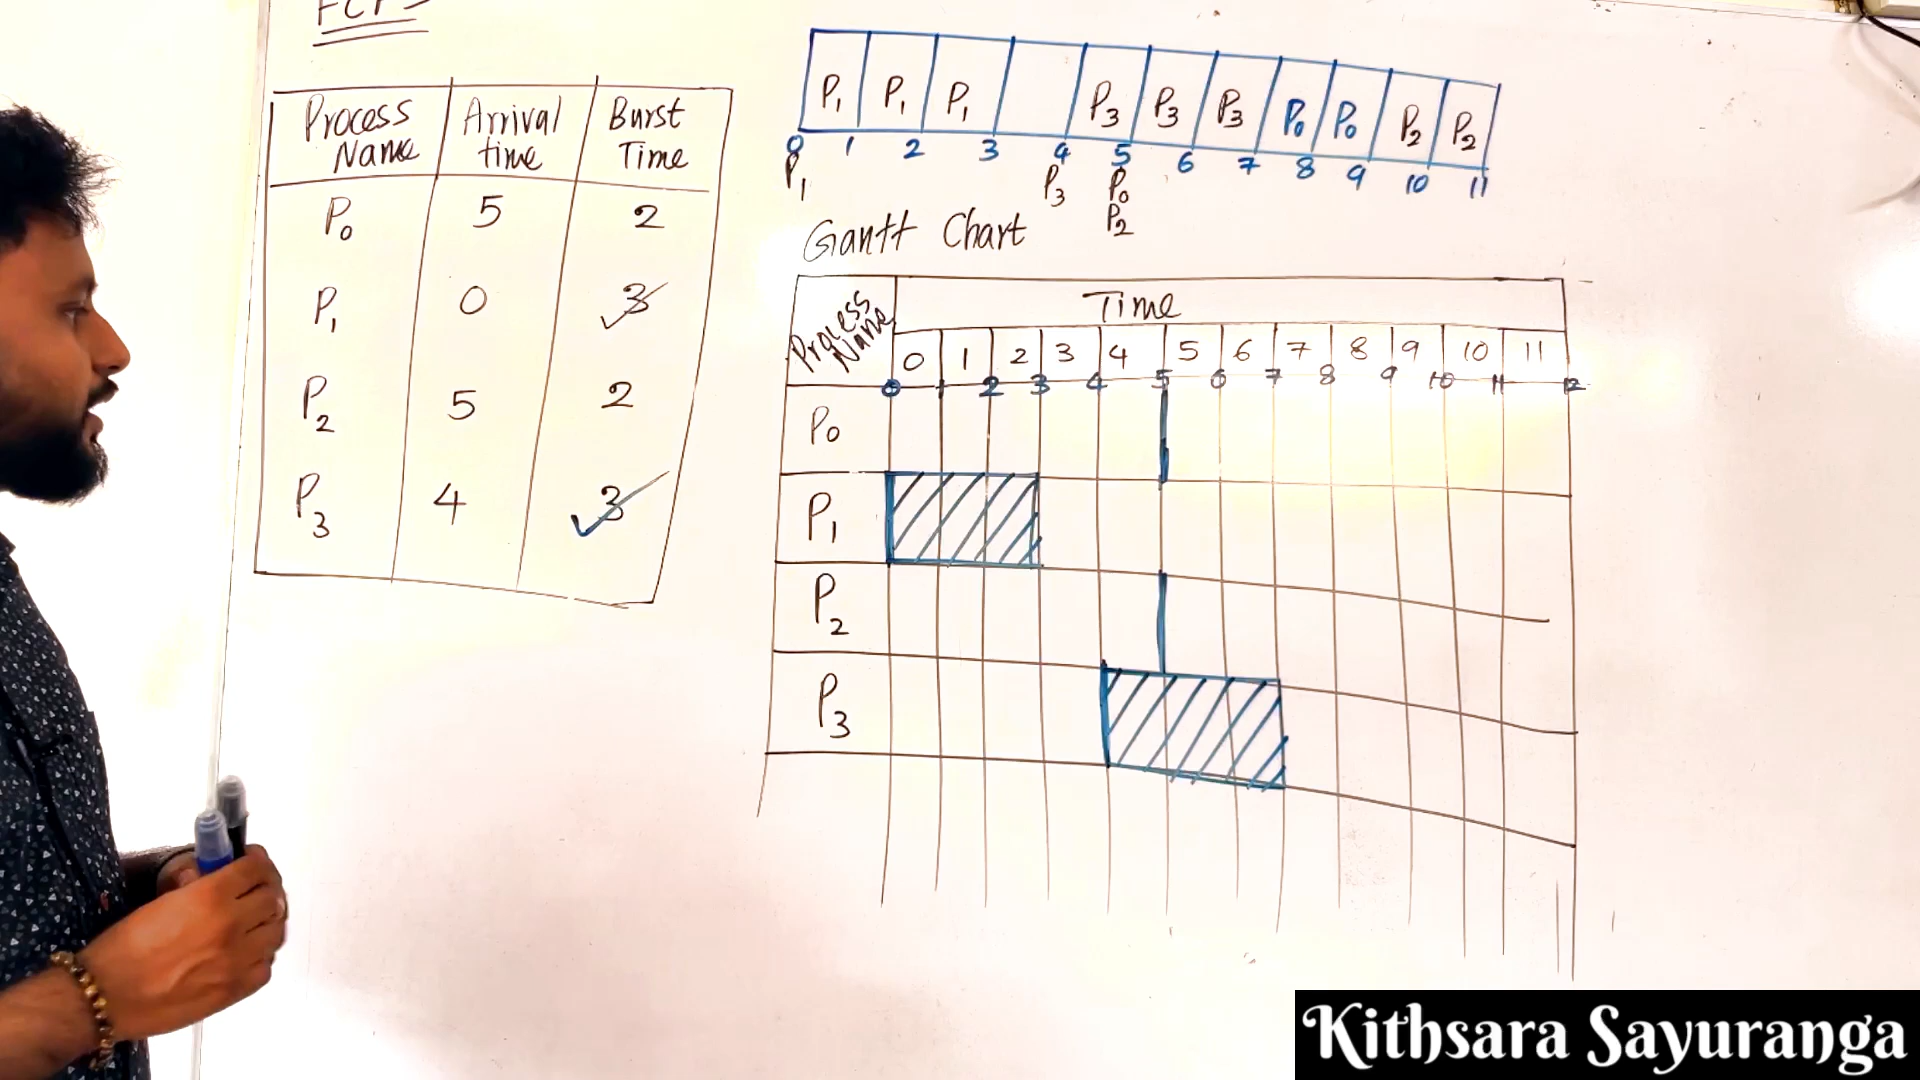 FCFS
Process Name Arrival time Burst Time
P0 5 2
P1 0 3
P2 5 2
P3 4 3
P1 P1 P1 P3 P3 P3 P0 P0 P2 P2
0 1 2 3 4 5 6 7 8 9 10 11
P1 P3 P0
P2
Gantt Chart
Process Name Time
0 1 2 3 4 5 6 7 8 9 10 11
0 1 2 3 4 5 6 7 8 9 10 11 12
P0
P1
P2
P3
Kithsara Sayuranga